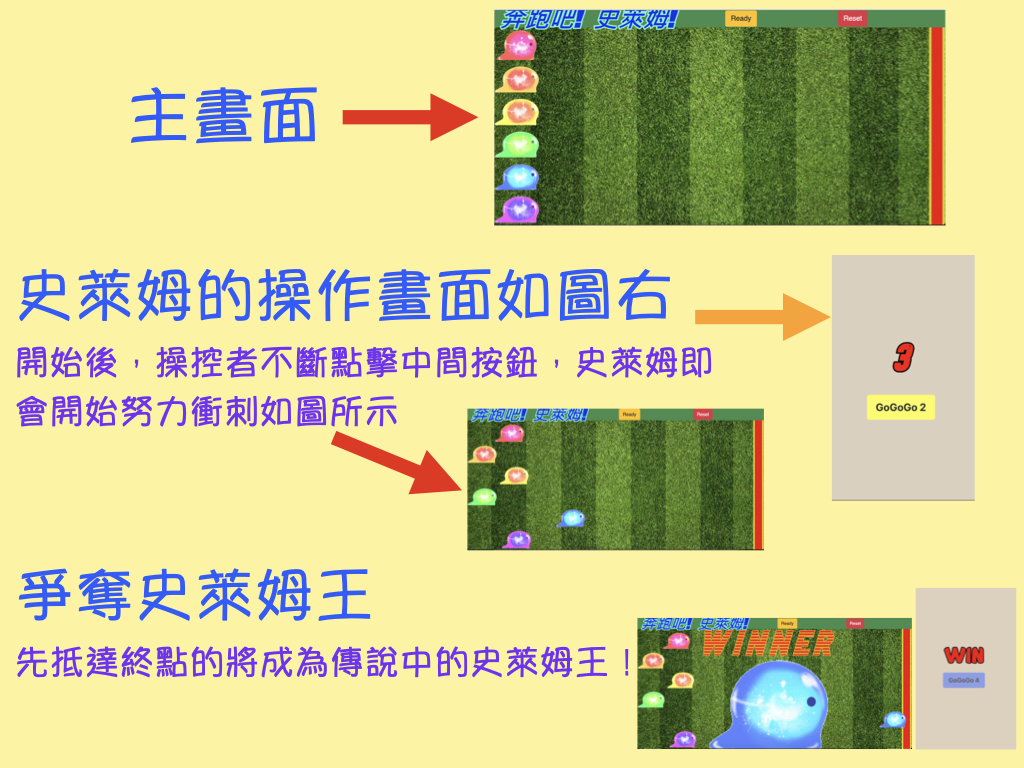 奔跑吧! 史萊姆!
Ready
Reset
主畫面
史萊姆的操作畫面如圖右
開始後，操控者不斷點擊中間按鈕，史萊姆即
會開始努力衝刺如圖所示
3
GoGoGo 2
奔跑吧! 史萊姆!
Ready
Reset
爭奪史萊姆王
先抵達終點的將成為傳說中的史萊姆王！
奔跑吧! 史萊姆!
Ready
Reset
WINNER
WIN
GoGoGo 4